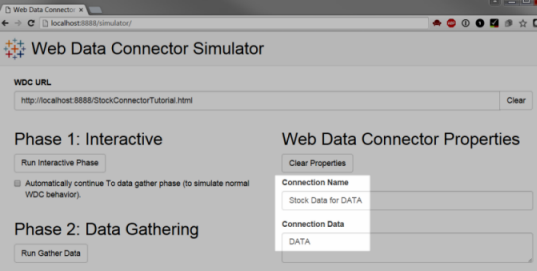 Web Data Connector
localhost:8888/simulator/
Web Data Connector Simulator
WDC URL
http://localhost:8888/StockConnectorTutorial.html
Clear
Phase 1: Interactive
Run Interactive Phase
Automatically continue To data gather phase (to simulate normal
WDC behavior).
Phase 2: Data Gathering
Run Gather Data
Web Data Connector Properties
Clear Properties
Connection Name
Stock Data for DATA
Connection Data
DATA